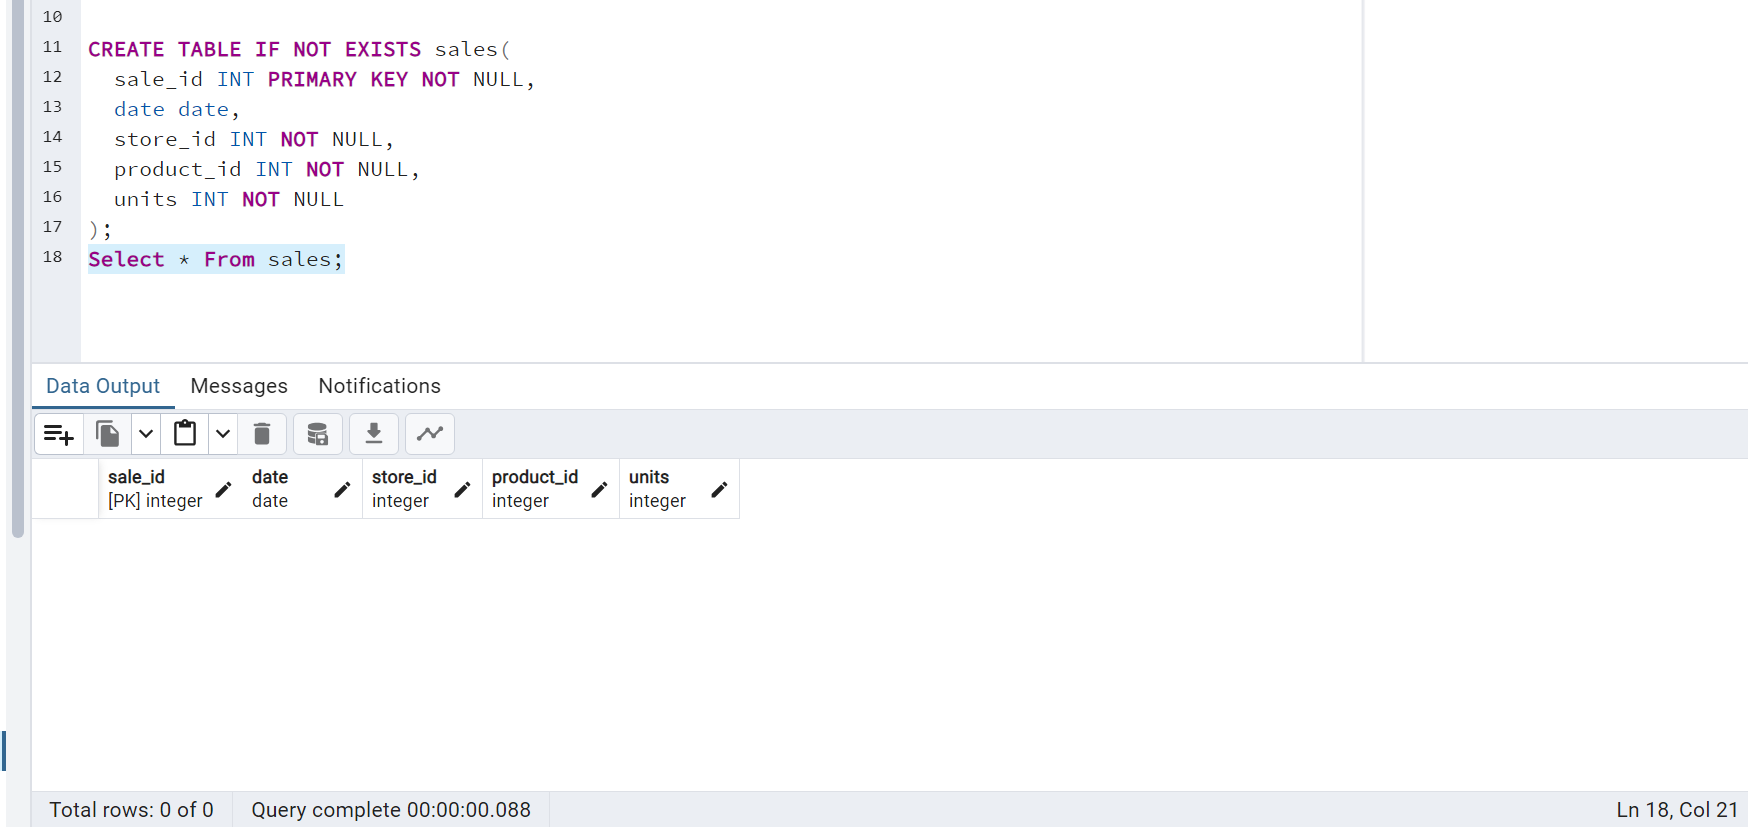 10
11 CREATE TABLE IF NOT EXISTS sales(
12 sale_id INT PRIMARY KEY NOT NULL,
13 date date,
14 store_id INT NOT NULL,
15 product_id INT NOT NULL,
16 units INT NOT NULL
17 );
18 Select * From sales;
Data Output Messages Notifications
sale_id date store_id product_id units
[PK] integer date integer integer integer
Total rows: 0 of 0 Query complete 00:00:00.088 Ln 18, Col 21